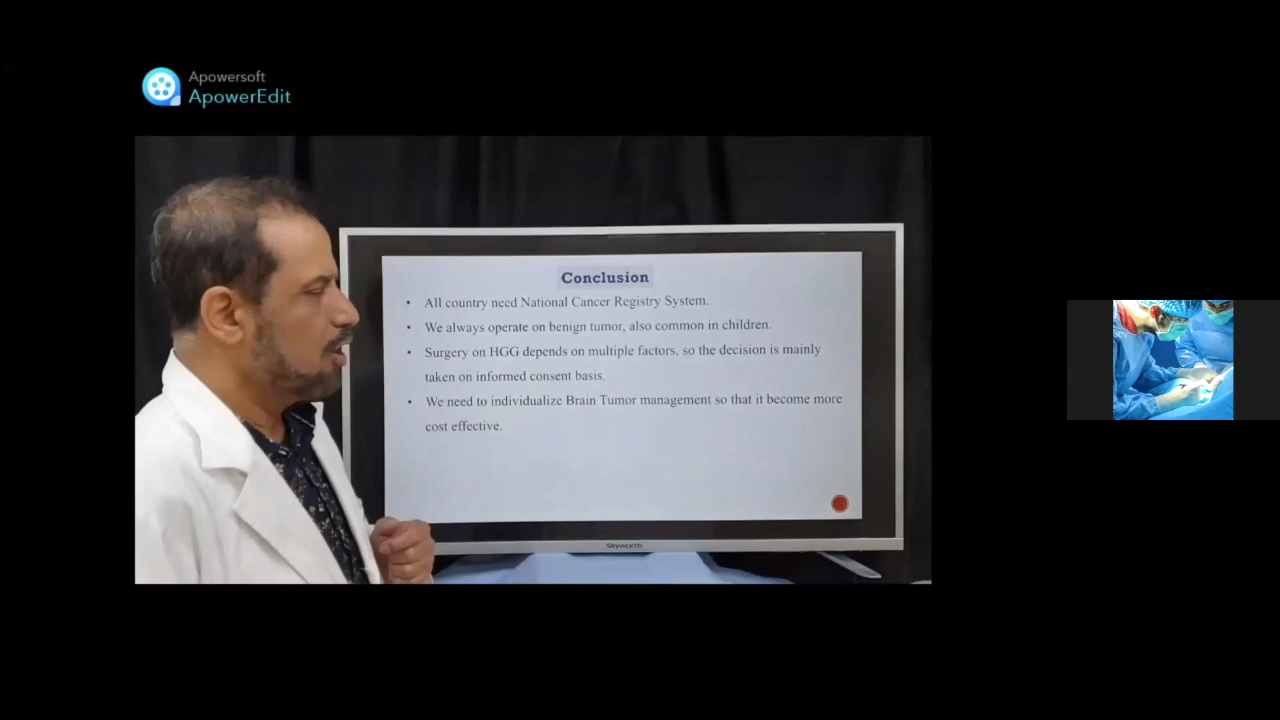 Apowersoft
ApowerEdit
Conclusion
• All country need National Cancer Registry System.
• We always operate on benign tumor, also common in children.
• Surgery on HGG depends on multiple factors, so the decision is mainly
taken on informed consent basis.
• We need to individualize Brain Tumor management so that it become more
cost effective.
Skyworth